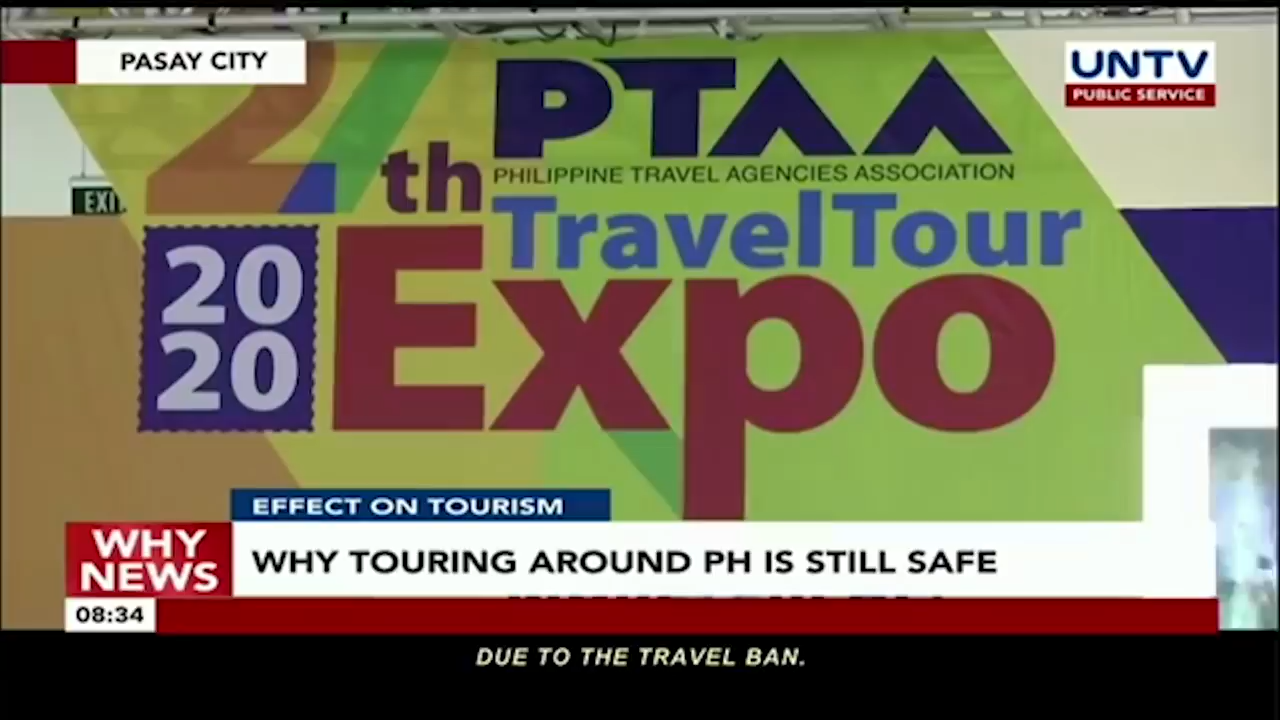 PASAY CITY
UNTV
PUBLIC SERVICE
PTAA
PHILIPPINE TRAVEL AGENCIES ASSOCIATION
EXIT
27th
TravelTour
2020
Expo
EFFECT ON TOURISM
WHY NEWS
WHY TOURING AROUND PH IS STILL SAFE
08:34
DUE TO THE TRAVEL BAN.